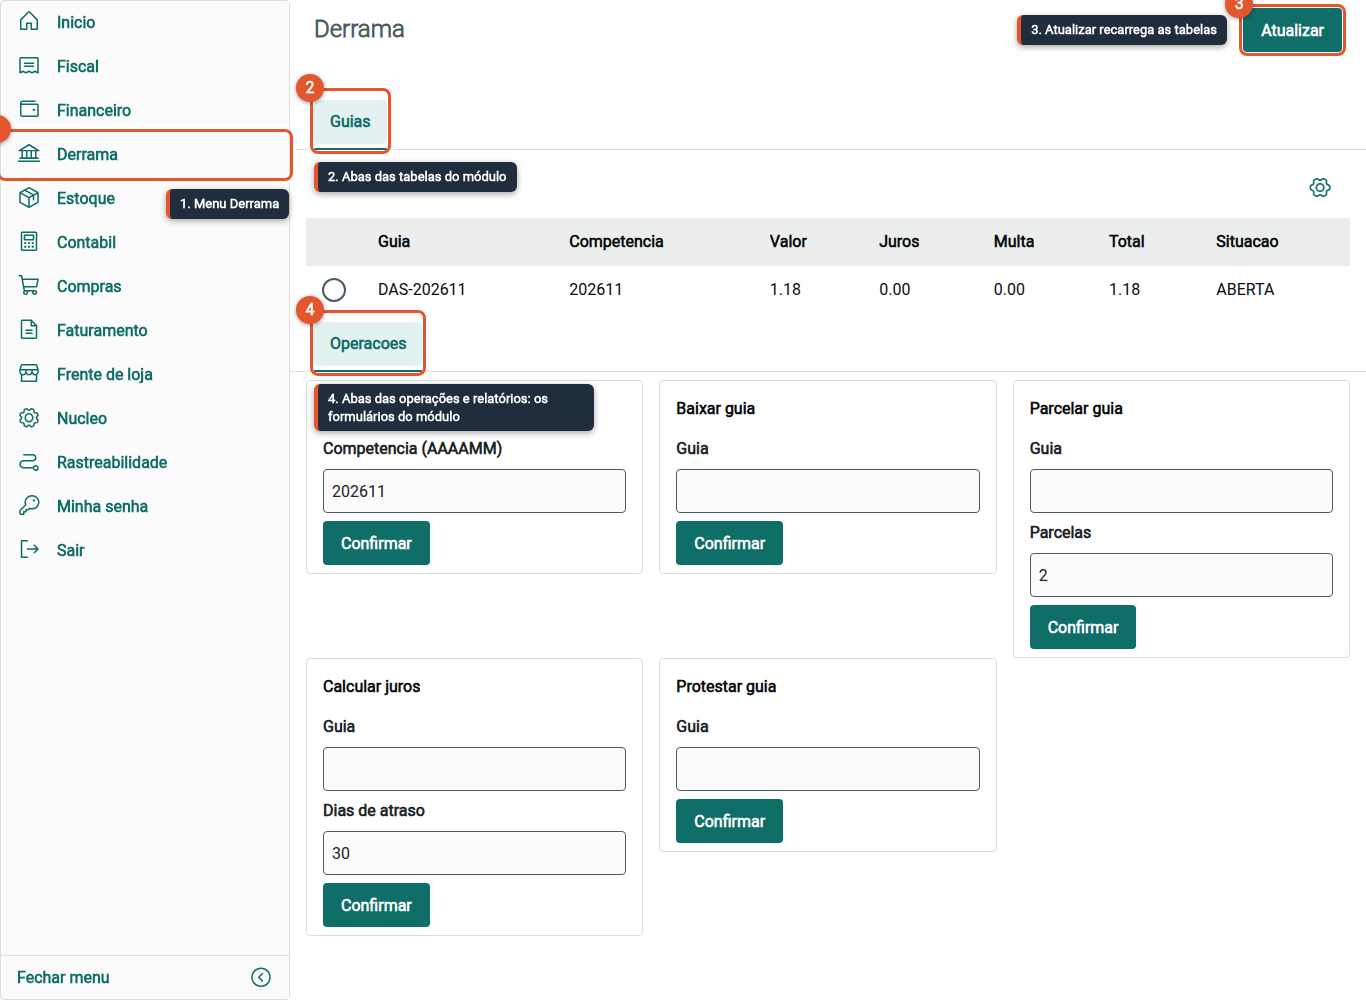 Inicio
Fiscal
Financeiro
Derrama
Estoque
1. Menu Derrama
Contabil
Compras
Faturamento
Frente de loja
Nucleo
Rastreabilidade
Minha senha
Sair
Fechar menu
Derrama
3. Atualizar recarrega as tabelas
3
Atualizar
2
Guias
2. Abas das tabelas do módulo
Guia Competencia Valor Juros Multa Total Situacao
DAS-202611 202611 1.18 0.00 0.00 1.18 ABERTA
4
Operacoes
4. Abas das operações e relatórios: os
formulários do módulo
Competencia (AAAAMM)
202611
Confirmar
Baixar guia
Guia
Confirmar
Parcelar guia
Guia
Parcelas
2
Confirmar
Calcular juros
Guia
Dias de atraso
30
Confirmar
Protestar guia
Guia
Confirmar